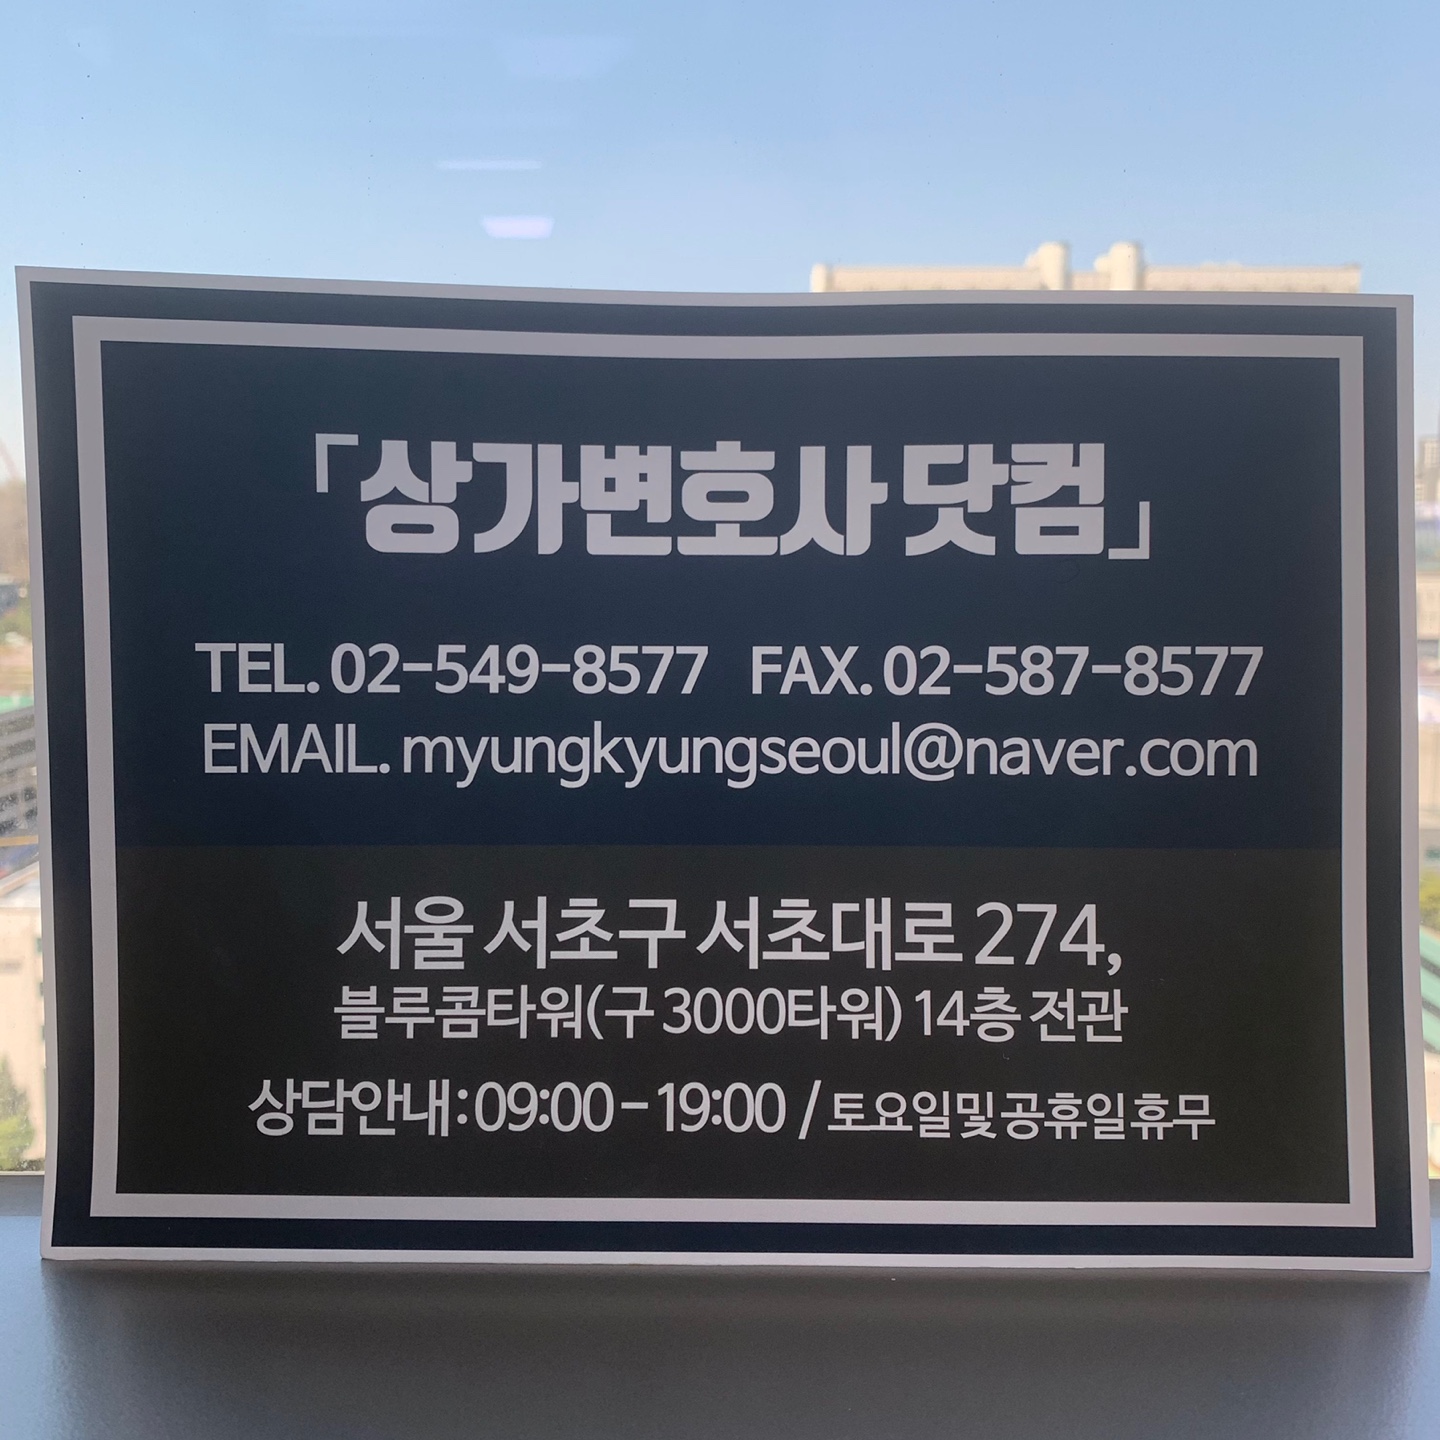 「상가변호사 닷컴」
TEL. 02-549-8577 FAX. 02-587-8577
EMAIL. myungkyungseoul@naver.com
서울 서초구 서초대로 274,
블루콤타워(구 3000타워) 14층 전관
상담안내 : 09:00 - 19:00 / 토요일 및 공휴일 휴무